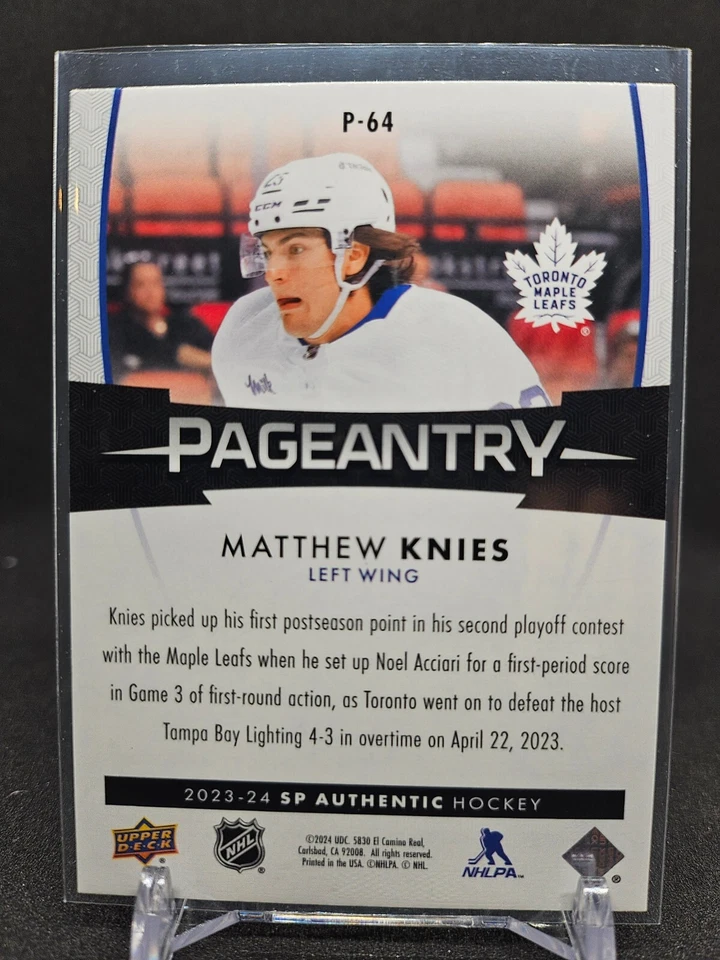 P-64
25
CCM
TORONTO
MAPLE
LEAFS
®
PAGEANTRY
MATTHEW KNIES
LEFT WING
Knies picked up his first postseason point in his second playoff contest
with the Maple Leafs when he set up Noel Acciari for a first-period score
in Game 3 of first-round action, as Toronto went on to defeat the host
Tampa Bay Lighting 4-3 in overtime on April 22, 2023.
2023-24 SP AUTHENTIC HOCKEY
UPPER
D·E·C·K
NHL
©2024 UDC. 5830 El Camino Real,
Carlsbad, CA 92008. All rights reserved.
Printed in the USA. ©NHLPA. © NHL.
NHLPA™